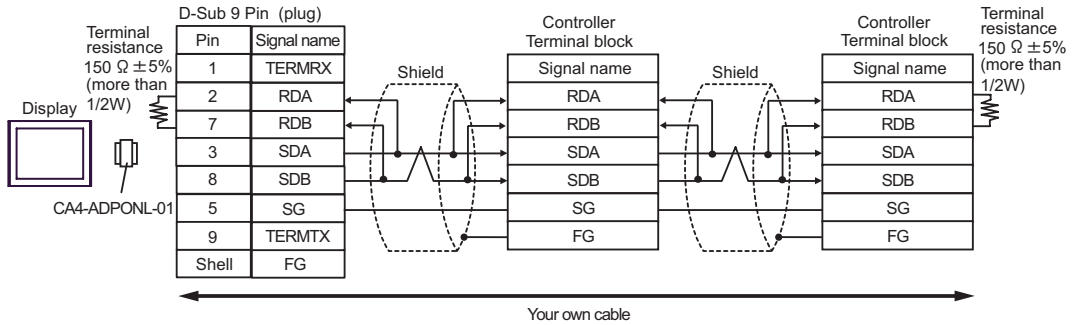 D-Sub 9 Pin (plug)
Terminal
resistance
150 Ω ±5%
(more than
1/2W)
Display
CA4-ADPONL-01
Pin Signal name
1 TERMRX
2 RDA
7 RDB
3 SDA
8 SDB
5 SG
9 TERMTX
Shell FG
Shield
Controller
Terminal block
Signal name
RDA
RDB
SDA
SDB
SG
FG
Shield
Controller
Terminal block
Signal name
RDA
RDB
SDA
SDB
SG
FG
Terminal
resistance
150 Ω ±5%
(more than
1/2W)
Your own cable